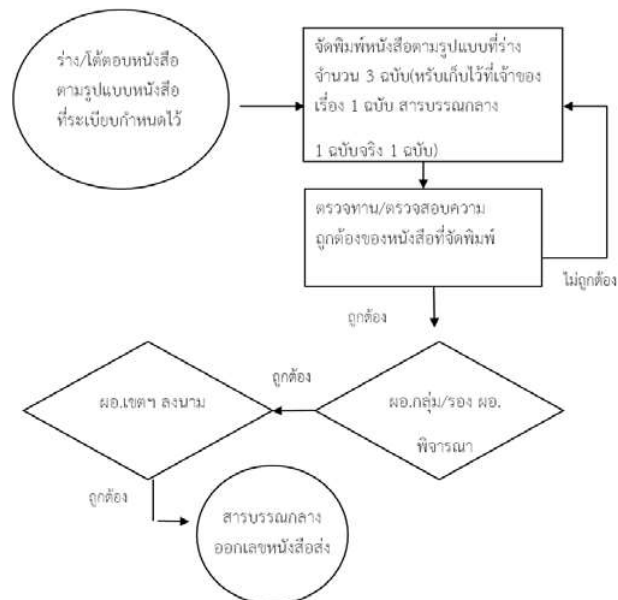 ร่าง/โต้ตอบหนังสือ
ตามรูปแบบหนังสือ
ที่ระเบียบกำหนดไว้
จัดพิมพ์หนังสือตามรูปแบบที่ร่าง
จำนวน 3 ฉบับ(หรับเก็บไว้ที่เจ้าของ
เรื่อง 1 ฉบับ สารบรรณกลาง
1 ฉบับจริง 1 ฉบับ)
ตรวจทาน/ตรวจสอบความ
ถูกต้องของหนังสือที่จัดพิมพ์
ไม่ถูกต้อง
ถูกต้อง
ผอ.กลุ่ม/รอง ผอ.
พิจารณา
ถูกต้อง
ผอ.เขตฯ ลงนาม
ถูกต้อง
สารบรรณกลาง
ออกเลขหนังสือส่ง